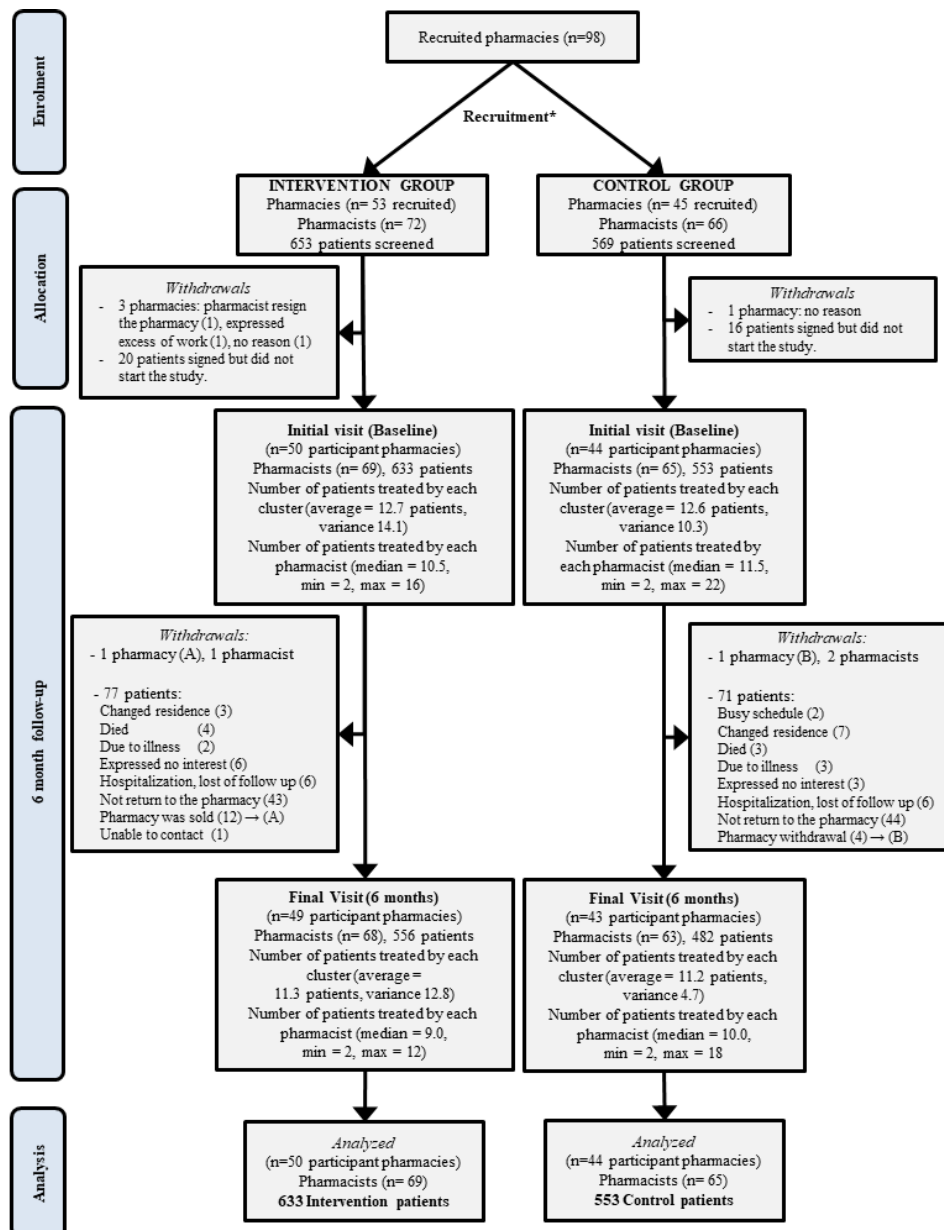 Enrolment
Recruited pharmacies (n=98)
Recruitment*
Allocation
INTERVENTION GROUP
Pharmacies (n= 53 recruited)
Pharmacists (n= 72)
653 patients screened
CONTROL GROUP
Pharmacies (n= 45 recruited)
Pharmacists (n= 66)
569 patients screened
Withdrawals
- 3 pharmacies: pharmacist resign
the pharmacy (1), expressed
excess of work (1), no reason (1)
- 20 patients signed but did not
start the study.
Withdrawals
- 1 pharmacy: no reason
- 16 patients signed but did not
start the study.
6 month follow-up
Initial visit (Baseline)
(n=50 participant pharmacies)
Pharmacists (n= 69), 633 patients
Number of patients treated by each
cluster (average = 12.7 patients,
variance 14.1)
Number of patients treated by each
pharmacist (median = 10.5,
min = 2, max = 16)
Initial visit (Baseline)
(n=44 participant pharmacies)
Pharmacists (n= 65), 553 patients
Number of patients treated by each
cluster (average = 12.6 patients,
variance 10.3)
Number of patients treated by
each pharmacist (median = 11.5,
min = 2, max = 22)
Withdrawals:
- 1 pharmacy (A), 1 pharmacist
- 77 patients:
Changed residence (3)
Died (4)
Due to illness (2)
Expressed no interest (6)
Hospitalization, lost of follow up (6)
Not return to the pharmacy (43)
Pharmacy was sold (12) → (A)
Unable to contact (1)
Withdrawals:
- 1 pharmacy (B), 2 pharmacists
- 71 patients:
Busy schedule (2)
Changed residence (7)
Died (3)
Due to illness (3)
Expressed no interest (3)
Hospitalization, lost of follow up (6)
Not return to the pharmacy (44)
Pharmacy withdrawal (4) → (B)
Final Visit (6 months)
(n=49 participant pharmacies)
Pharmacists (n= 68), 556 patients
Number of patients treated by each
cluster (average =
11.3 patients, variance 12.8)
Number of patients treated by each
pharmacist (median = 9.0,
min = 2, max = 12)
Final Visit (6 months)
(n=43 participant pharmacies)
Pharmacists (n= 63), 482 patients
Number of patients treated by each
cluster (average = 11.2 patients,
variance 4.7)
Number of patients treated by each
pharmacist (median = 10.0,
min = 2, max = 18
Analysis
Analyzed
(n=50 participant pharmacies)
Pharmacists (n= 69)
633 Intervention patients
Analyzed
(n=44 participant pharmacies)
Pharmacists (n= 65)
553 Control patients